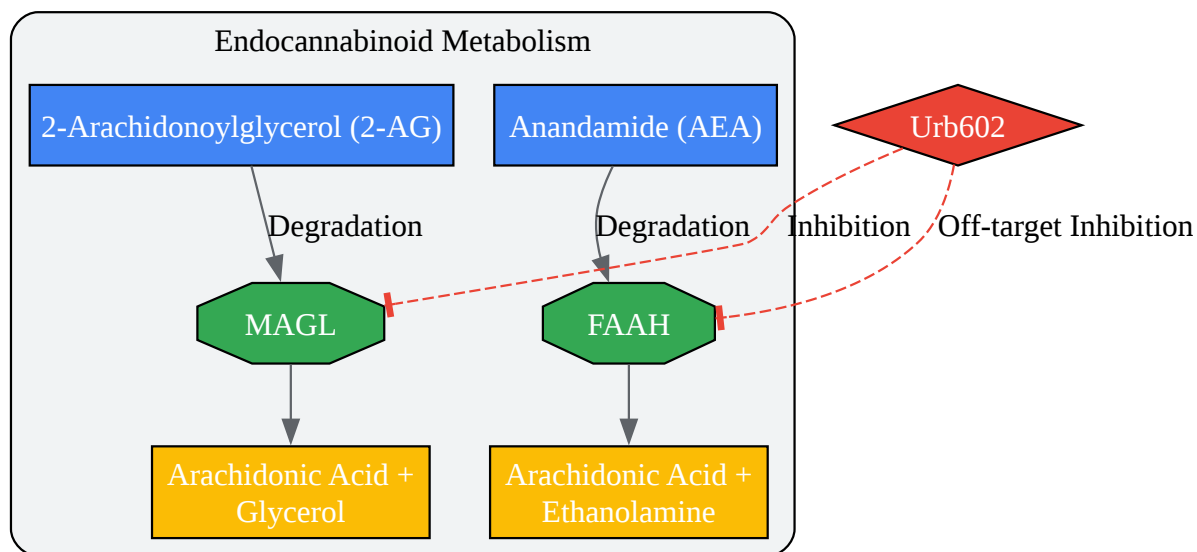 Endocannabinoid Metabolism
2-Arachidonoylglycerol (2-AG)
Anandamide (AEA)
Urb602
Degradation
Degradation
Inhibition
Off-target Inhibition
MAGL
FAAH
Arachidonic Acid +
Glycerol
Arachidonic Acid +
Ethanolamine